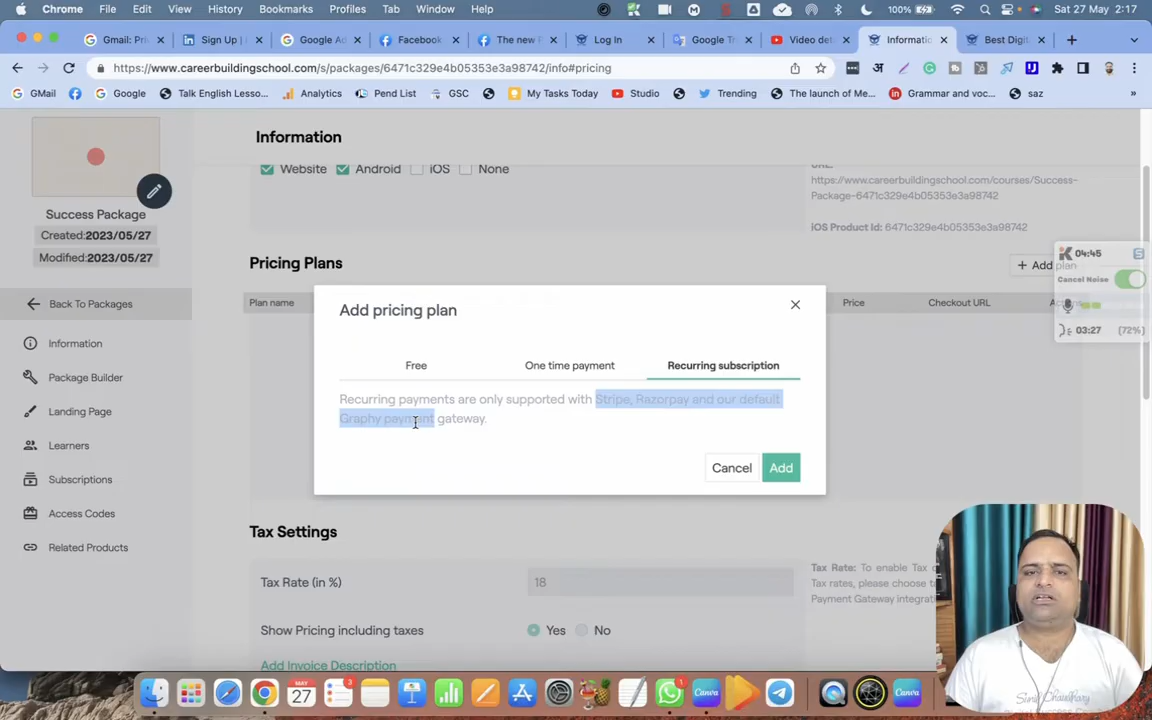 Chrome File Edit View History Bookmarks Profiles Tab Window Help 100% Sat 27 May 2:17
Gmail: Pri Sign Up | Google Ad Facebook The new F Log In Google Tr Video det Informatic Best Digi
https://www.careerbuildingschool.com/s/packages/6471c329e4b05353e3a98742/info#pricing
GMail Google Talk English Lesso... Analytics Pend List GSC My Tasks Today Studio Trending The launch of Me... Grammar and voc... saz
Information
Website Android iOS None
https://www.careerbuildingschool.com/courses/Success-
Package-6471c329e4b05353e3a98742
iOS Product Id: 6471c329e4b05353e3a98742
Success Package
Created:2023/05/27
Modified:2023/05/27
Back To Packages
Information
Package Builder
Landing Page
Learners
Subscriptions
Access Codes
Related Products
Pricing Plans
+ Add plan
Plan name Price Checkout URL
04:45
Cancel Noise
03:27 (72%)
Add pricing plan
Free One time payment Recurring subscription
Recurring payments are only supported with Stripe, Razorpay and our default
Graphy payment gateway.
Cancel Add
Tax Settings
Tax Rate (in %) 18
Tax Rate: To enable Tax
Tax rates, please choose t
Payment Gateway integrati
Show Pricing including taxes Yes No
Add Invoice Description